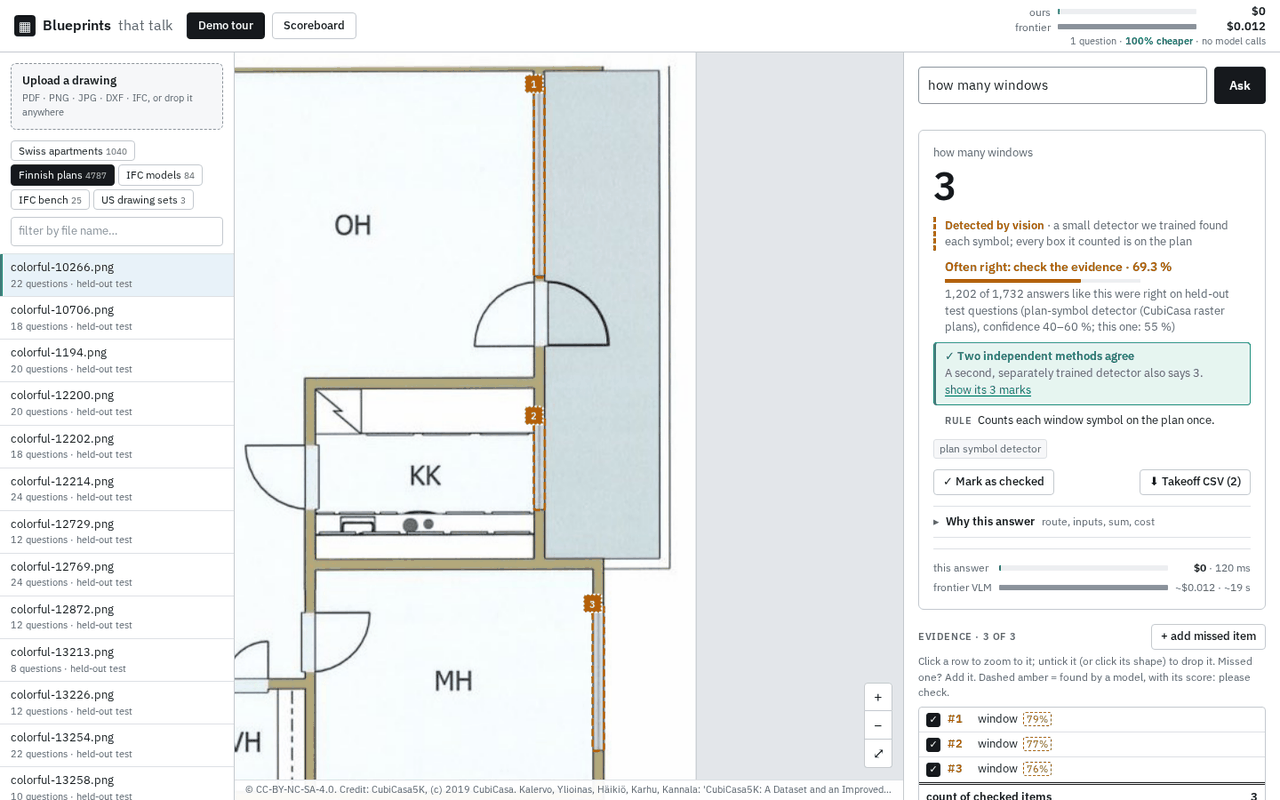 Blueprints that talk
Demo tour
Scoreboard
ours $0
frontier $0.012
1 question · 100% cheaper · no model calls
Upload a drawing
PDF · PNG · JPG · DXF · IFC, or drop it
anywhere
Swiss apartments 1040
Finnish plans 4787
IFC models 84
IFC bench 25
US drawing sets 3
filter by file name...
colorful-10266.png
22 questions · held-out test
colorful-10706.png
18 questions · held-out test
colorful-1194.png
20 questions · held-out test
colorful-12200.png
20 questions · held-out test
colorful-12202.png
18 questions · held-out test
colorful-12214.png
24 questions · held-out test
colorful-12729.png
12 questions · held-out test
colorful-12769.png
24 questions · held-out test
colorful-12872.png
12 questions · held-out test
colorful-13213.png
8 questions · held-out test
colorful-13226.png
12 questions · held-out test
colorful-13254.png
22 questions · held-out test
colorful-13258.png
10 questions · held-out test
1
OH
2
KK
3
MH
VH
+
−
⤢
© CC-BY-NC-SA-4.0. Credit: CubiCasa5K, (c) 2019 CubiCasa. Kalervo, Ylioinas, Häikiö, Karhu, Kannala: 'CubiCasa5K: A Dataset and an Improved...
how many windows
Ask
how many windows
3
Detected by vision · a small detector we trained found
each symbol; every box it counted is on the plan
Often right: check the evidence · 69.3 %
1,202 of 1,732 answers like this were right on held-out
test questions (plan-symbol detector (CubiCasa raster
plans), confidence 40–60 %; this one: 55 %)
✓ Two independent methods agree
A second, separately trained detector also says 3.
show its 3 marks
RULE Counts each window symbol on the plan once.
plan symbol detector
✓ Mark as checked
⬇ Takeoff CSV (2)
▸ Why this answer route, inputs, sum, cost
this answer $0 · 120 ms
frontier VLM ~$0.012 · ~19 s
EVIDENCE · 3 OF 3
+ add missed item
Click a row to zoom to it; untick it (or click its shape) to drop it. Missed
one? Add it. Dashed amber = found by a model, with its score: please
check.
✓ #1 window 79%
✓ #2 window 77%
✓ #3 window 76%
count of checked items 3